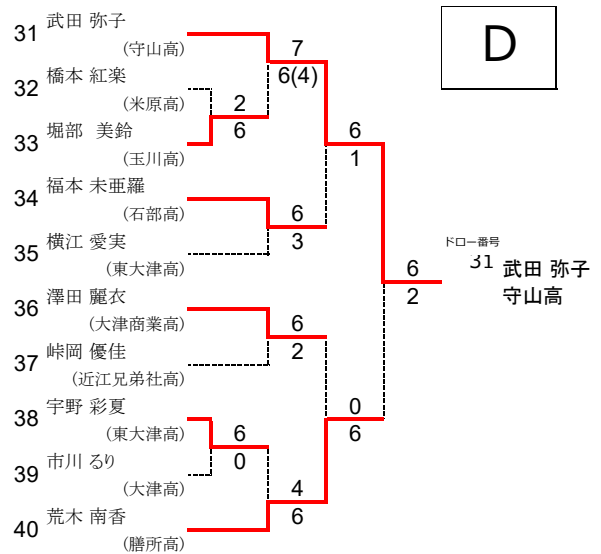 D
31 武田 弥子
(守山高)
7
6(4)
32 橋本 紅楽
(米原高)
2
6
33 堀部 美鈴
(玉川高)
6
1
34 福本 未亜羅
(石部高)
6
3
35 横江 愛実
(東大津高)
ドロー番号
31 武田 弥子
守山高
6
2
36 澤田 麗衣
(大津商業高)
6
2
37 峠岡 優佳
(近江兄弟社高)
0
6
38 宇野 彩夏
(東大津高)
6
0
39 市川 るり
(大津高)
4
6
40 荒木 南香
(膳所高)